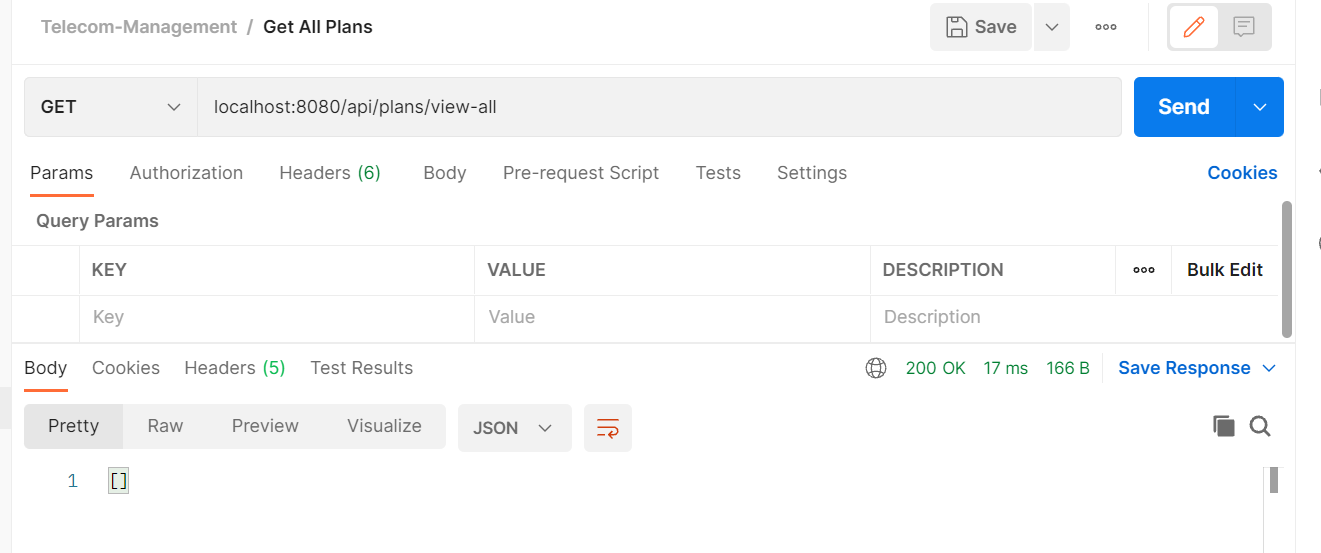 Telecom-Management / Get All Plans Save
GET localhost:8080/api/plans/view-all Send
Params Authorization Headers (6) Body Pre-request Script Tests Settings Cookies
Query Params
KEY VALUE DESCRIPTION Bulk Edit
Key Value Description
Body Cookies Headers (5) Test Results 200 OK 17 ms 166 B Save Response
Pretty Raw Preview Visualize JSON
1 []